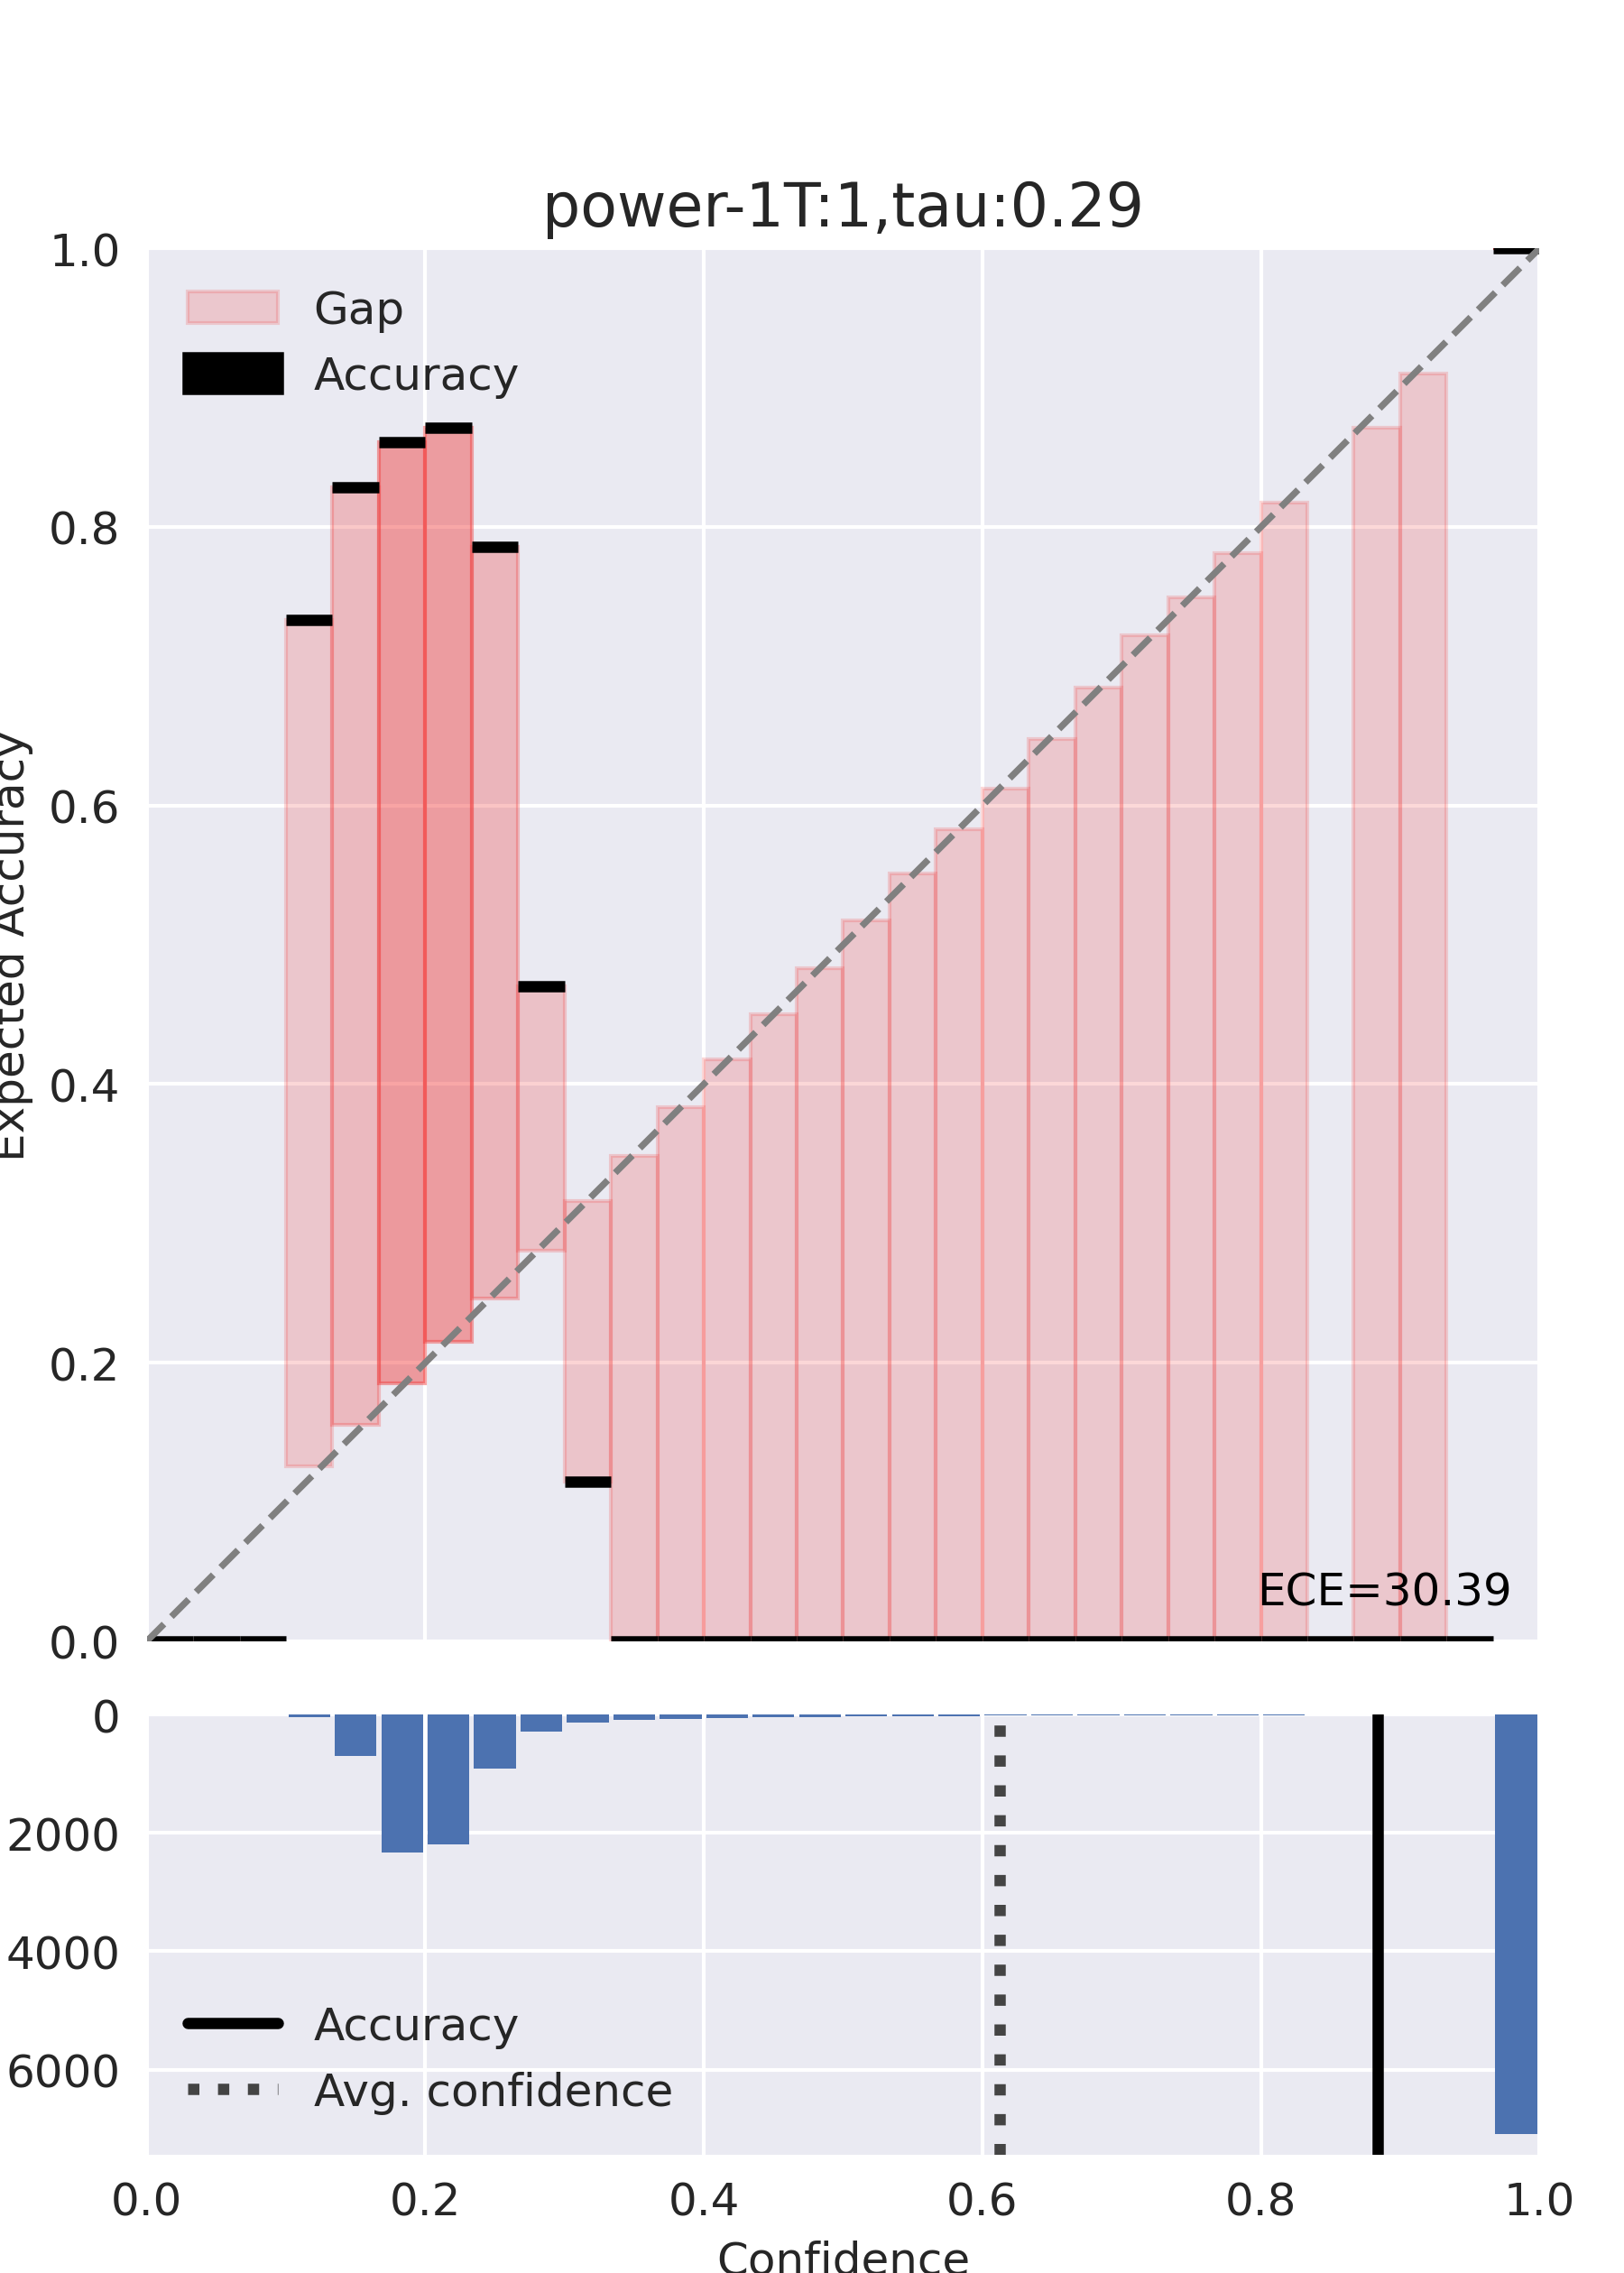 power-1T:1,tau:0.29
1.0
0.8
0.6
0.4
0.2
0.0
Expected Accuracy
Gap
Accuracy
ECE=30.39
0
2000
4000
6000
Accuracy
Avg. confidence
0.0 0.2 0.4 0.6 0.8 1.0
Confidence